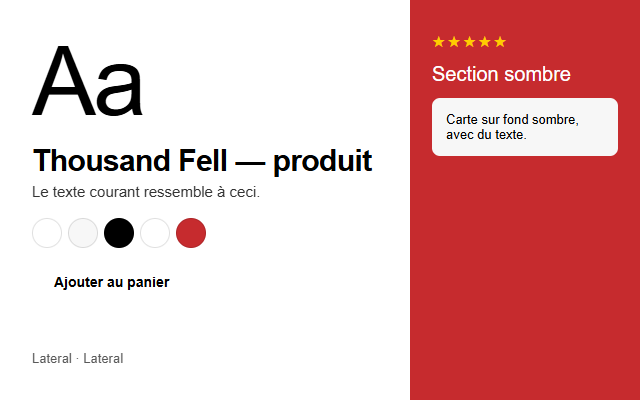 Aa
Thousand Fell — produit
Le texte courant ressemble à ceci.
Ajouter au panier
Lateral · Lateral
★★★★★
Section sombre
Carte sur fond sombre,
avec du texte.